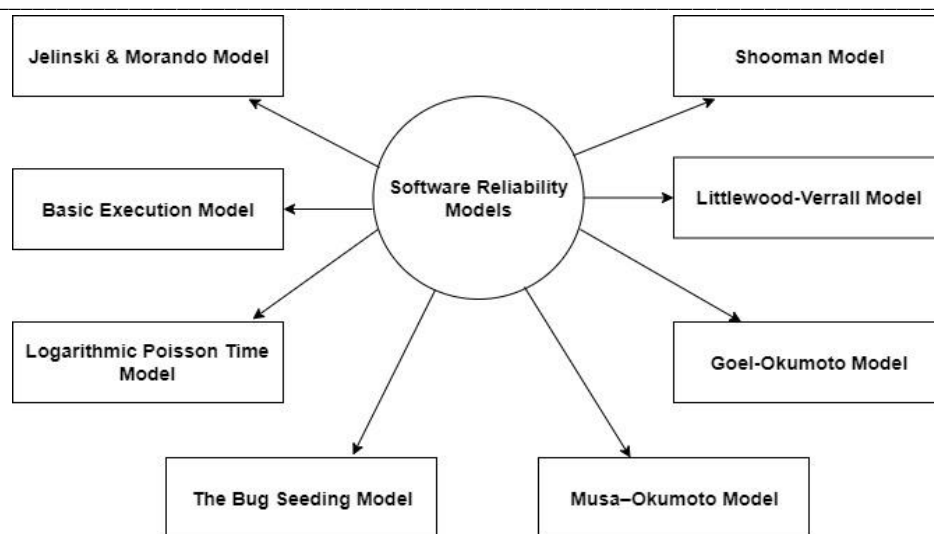 Jelinski & Morando Model
Shooman Model
Software Reliability
Models
Basic Execution Model
Littlewood-Verrall Model
Logarithmic Poisson Time
Model
Goel-Okumoto Model
The Bug Seeding Model
Musa–Okumoto Model